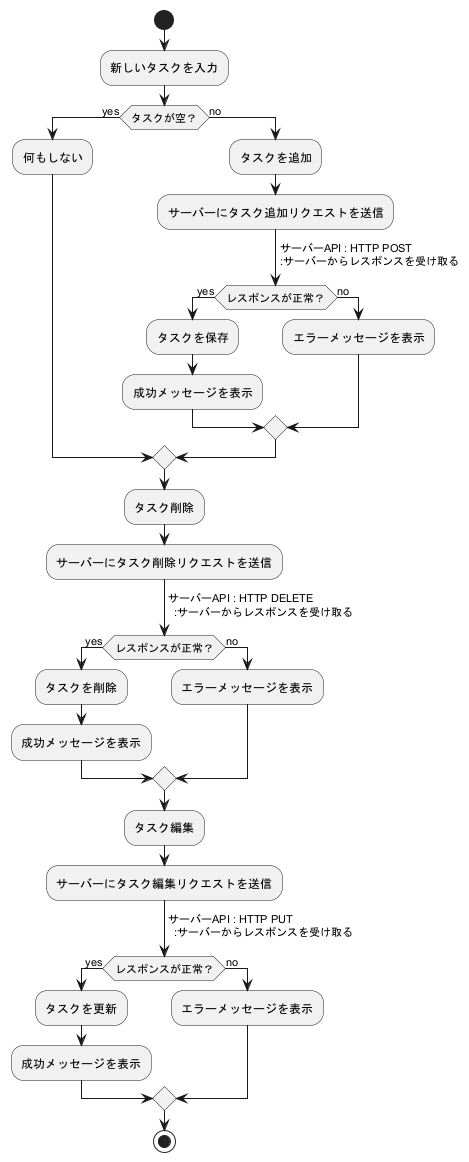 新しいタスクを入力
yes
タスクが空？
no
何もしない
タスクを追加
サーバーにタスク追加リクエストを送信
サーバーAPI : HTTP POST
:サーバーからレスポンスを受け取る
yes
レスポンスが正常？
no
タスクを保存
エラーメッセージを表示
成功メッセージを表示
タスク削除
サーバーにタスク削除リクエストを送信
サーバーAPI : HTTP DELETE
:サーバーからレスポンスを受け取る
yes
レスポンスが正常？
no
タスクを削除
エラーメッセージを表示
成功メッセージを表示
タスク編集
サーバーにタスク編集リクエストを送信
サーバーAPI : HTTP PUT
:サーバーからレスポンスを受け取る
yes
レスポンスが正常？
no
タスクを更新
エラーメッセージを表示
成功メッセージを表示